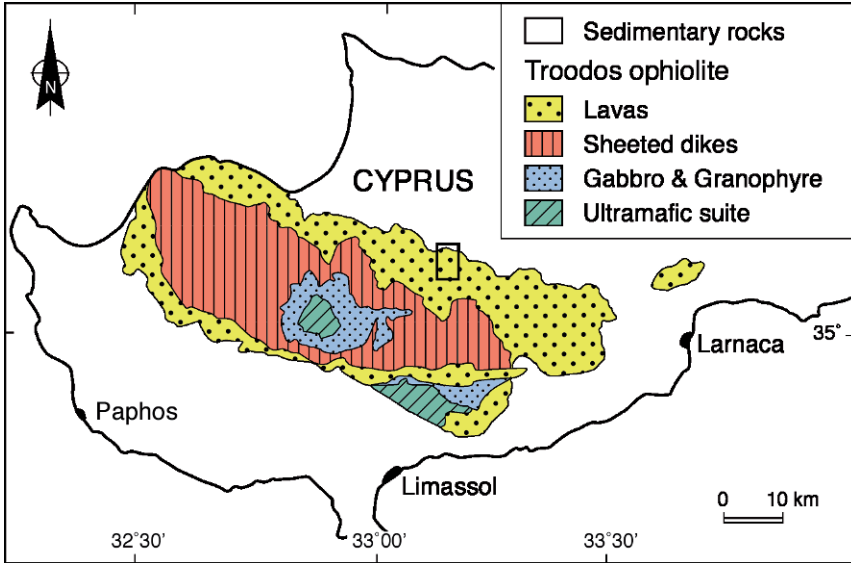 N
Sedimentary rocks
Troodos ophiolite
Lavas
Sheeted dikes
Gabbro & Granophyre
Ultramafic suite
CYPRUS
35°
Larnaca
Paphos
Limassol
0 10 km
32°30'
33°00'
33°30'